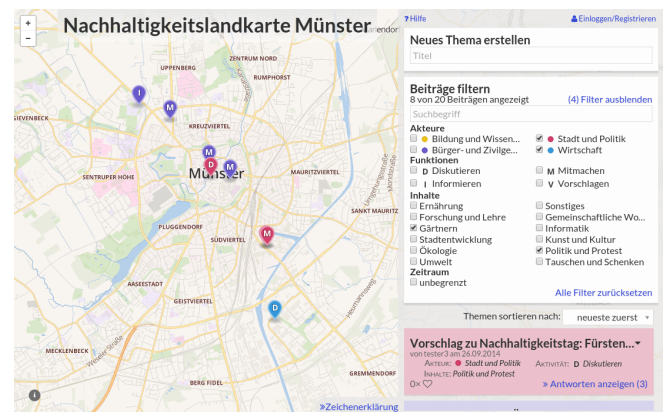 +
−
Nachhaltigkeitslandkarte Münster
ZENTRUM NORD
UPPENBERG
RUMPHORST
I
M
KREUZVIERTEL
M
D
M
Münster
SENTRUPER HÖHE
MAURITZVIERTEL
Umgehungsstraße
SANKT MAURITZ
PLUGGENDORF
M
SÜDVIERTEL
AASEESTADT
GEISTVIERTEL
D
Weseler Straße
MECKLENBECK
GREMMENDORF
BERG FIDEL
»Zeichenerklärung
?Hilfe
Einloggen/Registrieren
Neues Thema erstellen
Titel
Beiträge filtern
8 von 20 Beiträgen angezeigt
(4) Filter ausblenden
Suchbegriff
Akteure
Bildung und Wissen...
Stadt und Politik
Bürger- und Zivilge...
Wirtschaft
Funktionen
D Diskutieren
M Mitmachen
I Informieren
V Vorschlagen
Inhalte
Ernährung
Sonstiges
Forschung und Lehre
Gemeinschaftliche Wo...
Gärtnern
Informatik
Stadtentwicklung
Kunst und Kultur
Ökologie
Politik und Protest
Umwelt
Tauschen und Schenken
Zeitraum
unbegrenzt
Alle Filter zurücksetzen
Themen sortieren nach:
neueste zuerst
Vorschlag zu Nachhaltigkeitstag: Fürsten...
von tester3 am 26.09.2014
AKTEUR: Stadt und Politik
AKTIVITÄT: D Diskutieren
INHALTE: Politik und Protest
0×
» Antworten anzeigen (3)